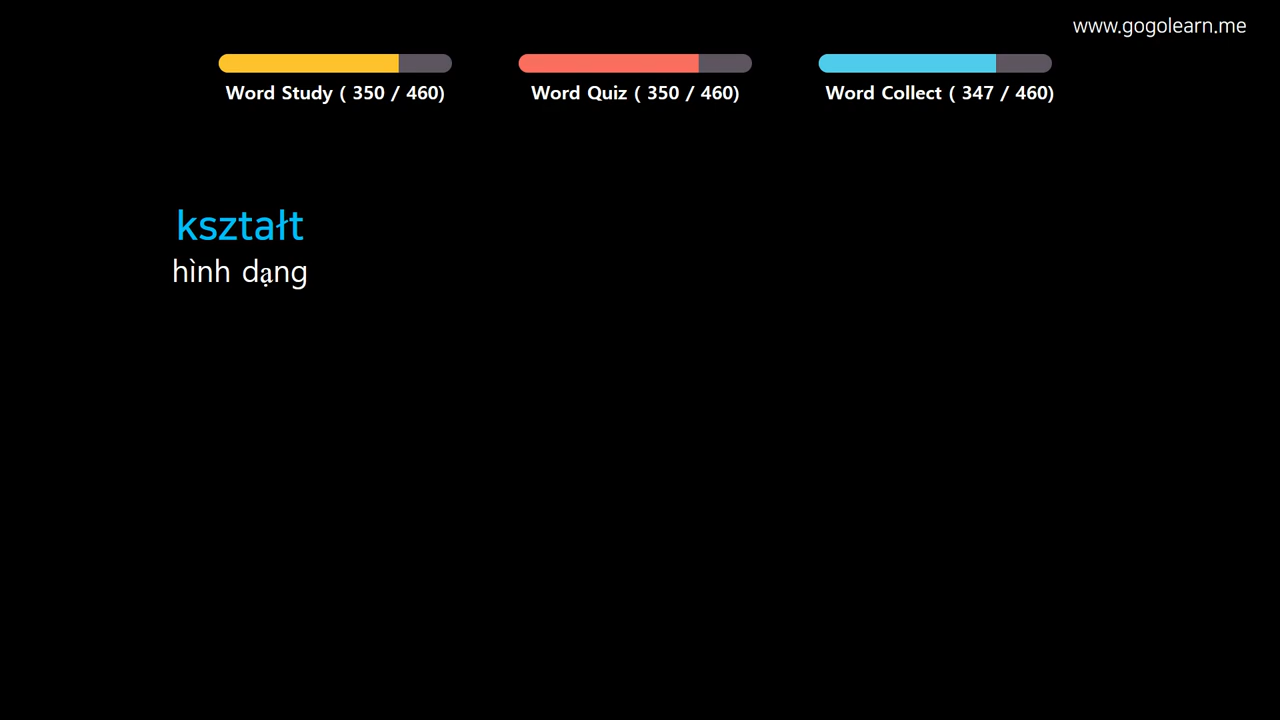 www.gogolearn.me
Word Study ( 350 / 460)
Word Quiz ( 350 / 460)
Word Collect ( 347 / 460)
kształt
hình dạng